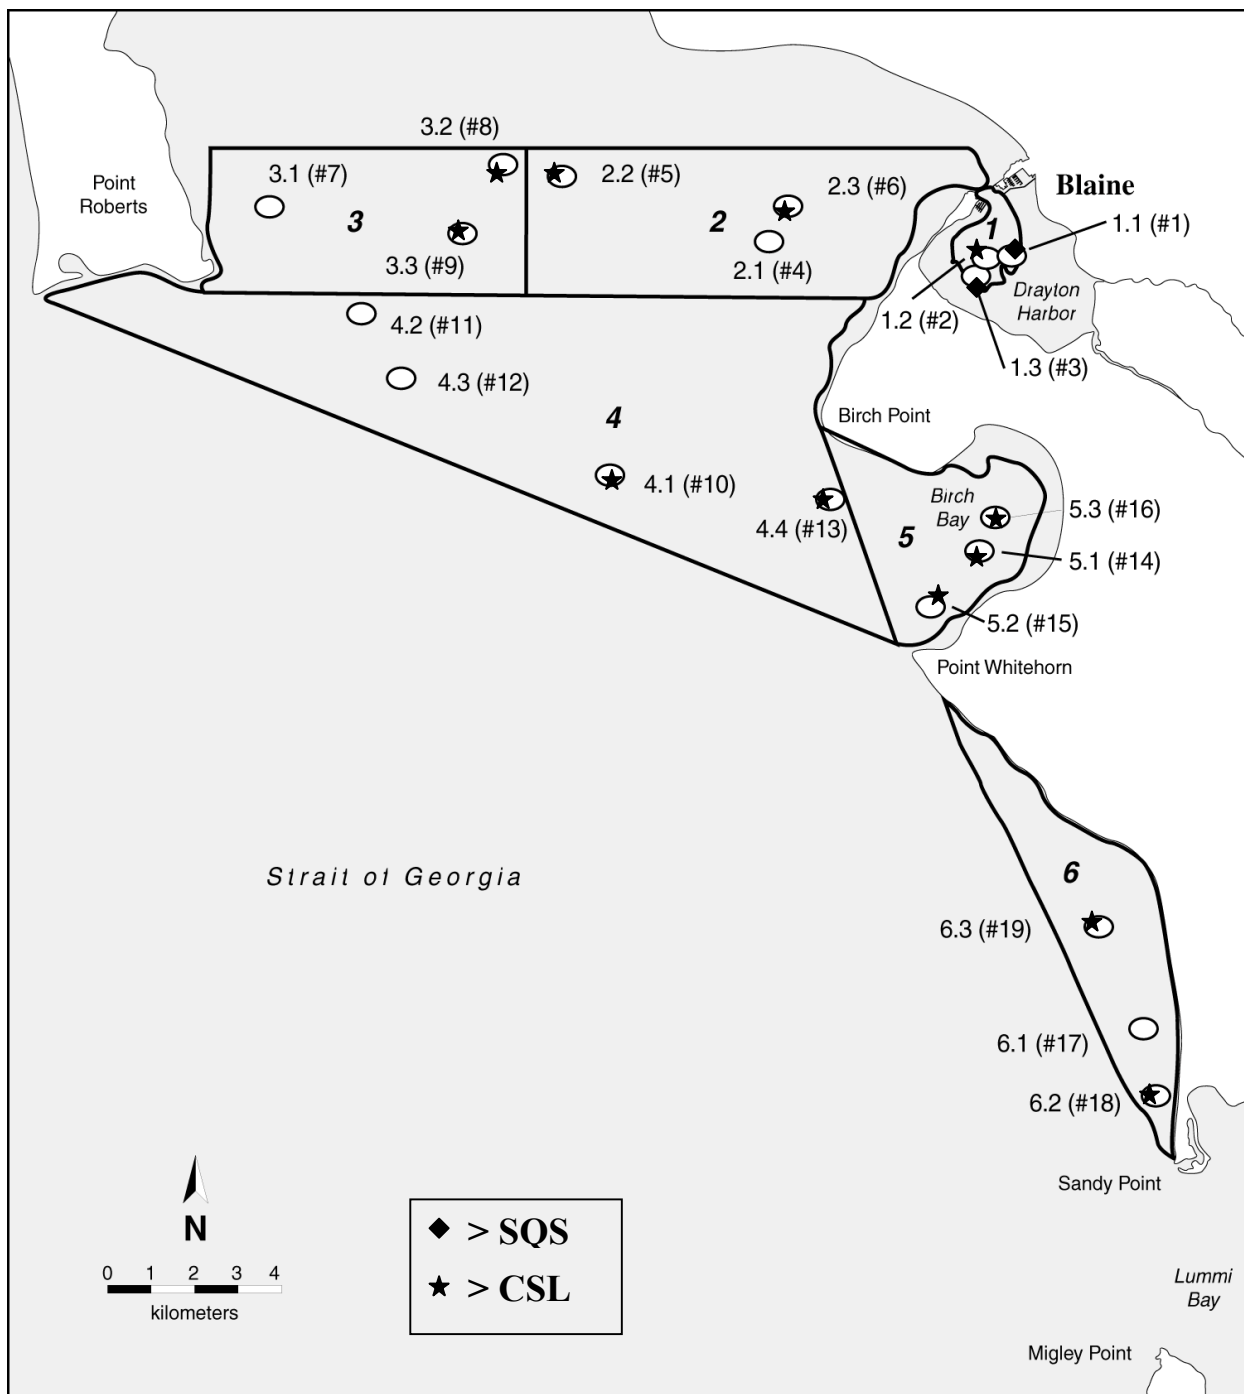 3.2 (#8)
Point
Roberts
3.1 (#7)
2.2 (#5)
2.3 (#6)
Blaine
1.1 (#1)
3
2
1
3.3 (#9)
2.1 (#4)
Drayton
Harbor
1.2 (#2)
4.2 (#11)
1.3 (#3)
4.3 (#12)
4
Birch Point
4.1 (#10)
Birch
Bay
5.3 (#16)
4.4 (#13)
5
5.1 (#14)
5.2 (#15)
Point Whitehorn
Strait of Georgia
6
6.3 (#19)
6.1 (#17)
6.2 (#18)
Sandy Point
N
> SQS
0 1 2 3 4
> CSL
kilometers
Lummi
Bay
Migley Point